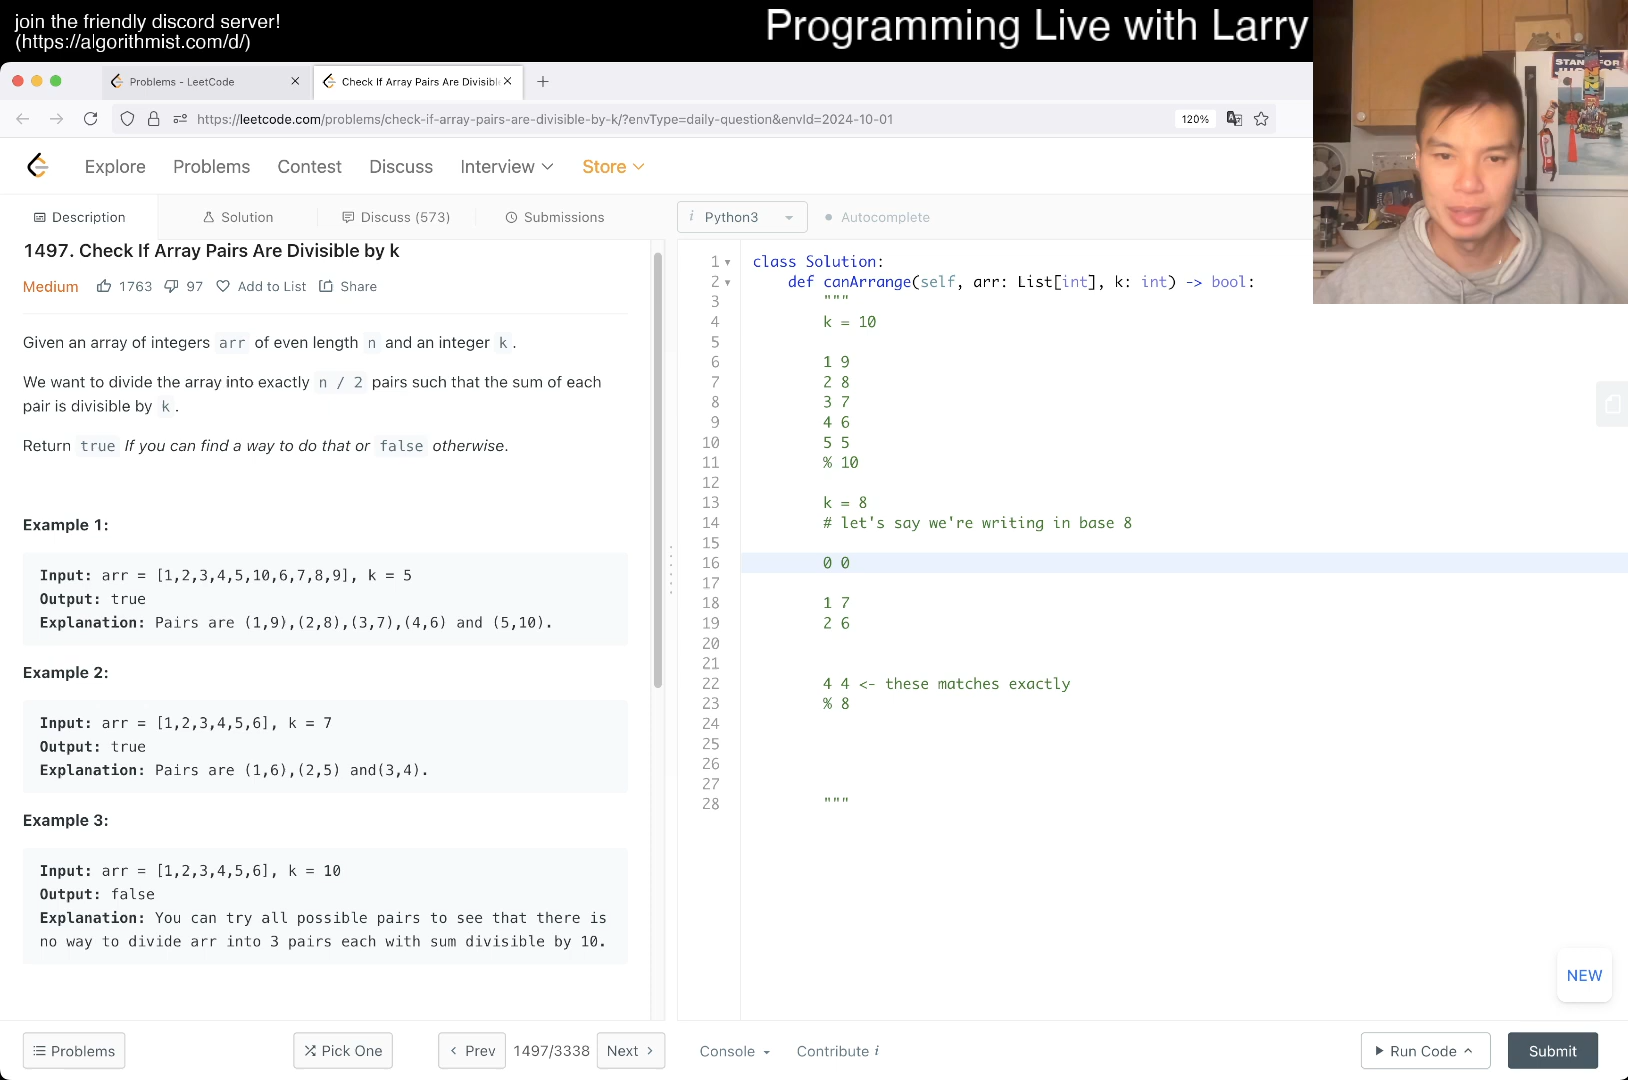 join the friendly discord server!
(https://algorithmist.com/d/)
Programming Live with Larry
Problems - LeetCode
Check If Array Pairs Are Divisibl
https://leetcode.com/problems/check-if-array-pairs-are-divisible-by-k/?envType=daily-question&envId=2024-10-01
120%
Explore
Problems
Contest
Discuss
Interview
Store
Description
Solution
Discuss (573)
Submissions
i Python3
Autocomplete
1497. Check If Array Pairs Are Divisible by k
Medium 1763 97 Add to List Share
Given an array of integers arr of even length n and an integer k .
We want to divide the array into exactly n / 2 pairs such that the sum of each
pair is divisible by k .
Return true If you can find a way to do that or false otherwise.
Example 1:
Input: arr = [1,2,3,4,5,10,6,7,8,9], k = 5
Output: true
Explanation: Pairs are (1,9),(2,8),(3,7),(4,6) and (5,10).
Example 2:
Input: arr = [1,2,3,4,5,6], k = 7
Output: true
Explanation: Pairs are (1,6),(2,5) and(3,4).
Example 3:
Input: arr = [1,2,3,4,5,6], k = 10
Output: false
Explanation: You can try all possible pairs to see that there is
no way to divide arr into 3 pairs each with sum divisible by 10.
1 class Solution:
2 def canArrange(self, arr: List[int], k: int) -> bool:
3 """
4 k = 10
5
6 1 9
7 2 8
8 3 7
9 4 6
10 5 5
11 % 10
12
13 k = 8
14 # let's say we're writing in base 8
15
16 0 0
17
18 1 7
19 2 6
20
21
22 4 4 <- these matches exactly
23 % 8
24
25
26
27
28 """
NEW
Problems
Pick One
Prev
1497/3338
Next
Console
Contribute i
Run Code
Submit